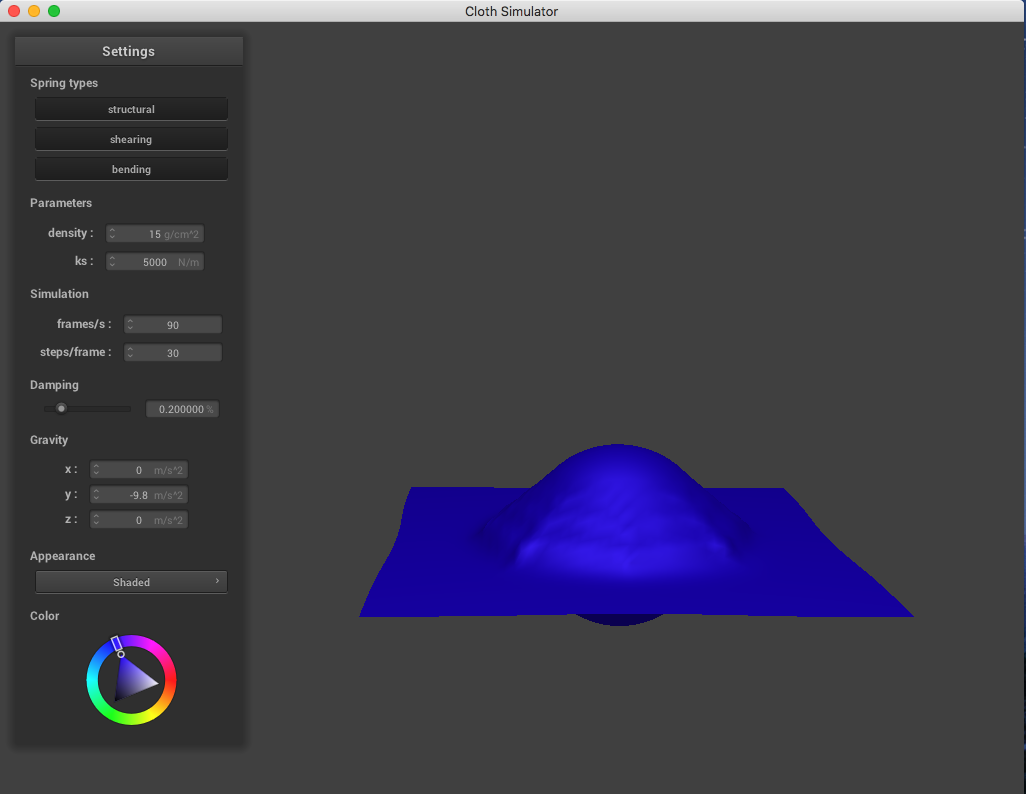 Cloth Simulator
Settings
Spring types
structural
shearing
bending
Parameters
density : 15 g/cm^2
ks : 5000 N/m
Simulation
frames/s : 90
steps/frame : 30
Damping
0.200000 %
Gravity
x : 0 m/s^2
y : -9.8 m/s^2
z : 0 m/s^2
Appearance
Shaded
Color